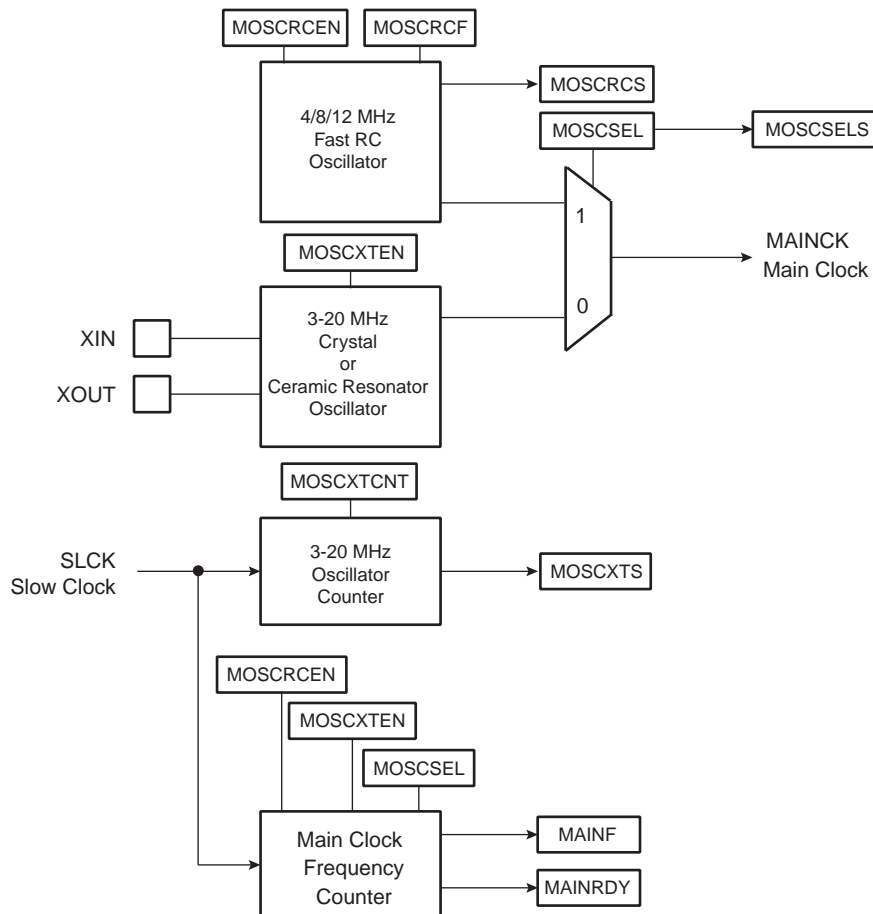 MOSCRCEN
MOSCRCF
4/8/12 MHz
Fast RC
Oscillator
MOSCRCS
MOSCSEL
MOSCSELS
1
0
MAINCK
Main Clock
MOSCXTEN
XIN
XOUT
3-20 MHz
Crystal
or
Ceramic Resonator
Oscillator
MOSCXTCNT
SLCK
Slow Clock
3-20 MHz
Oscillator
Counter
MOSCXTS
MOSCRCEN
MOSCXTEN
MOSCSEL
Main Clock
Frequency
Counter
MAINF
MAINRDY